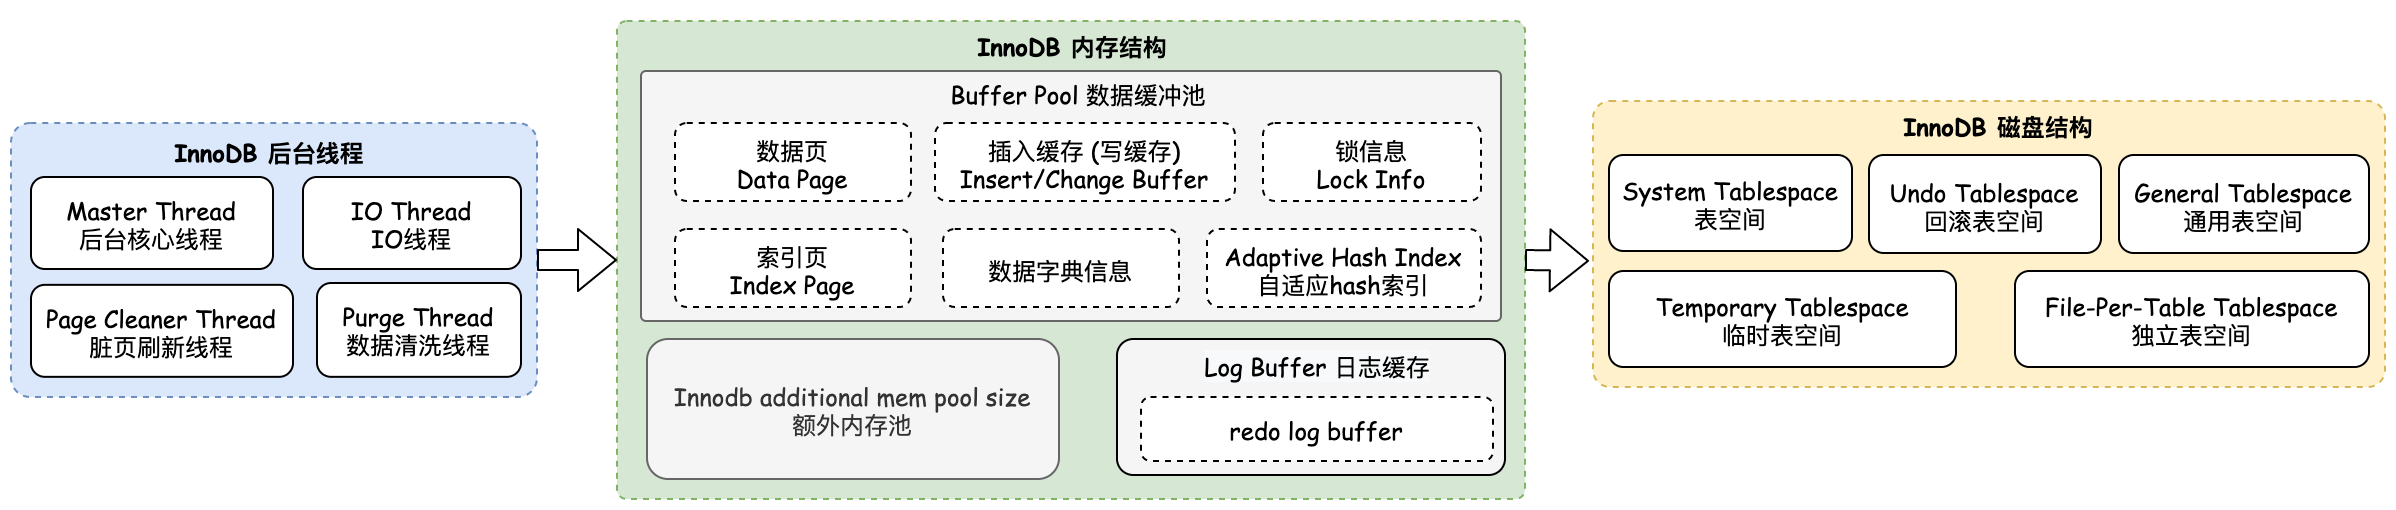 InnoDB 后台线程
Master Thread
后台核心线程
IO Thread
IO线程
Page Cleaner Thread
脏页刷新线程
Purge Thread
数据清洗线程
InnoDB 内存结构
Buffer Pool 数据缓冲池
数据页
Data Page
插入缓存 (写缓存)
Insert/Change Buffer
锁信息
Lock Info
索引页
Index Page
数据字典信息
Adaptive Hash Index
自适应hash索引
Innodb additional mem pool size
额外内存池
Log Buffer 日志缓存
redo log buffer
InnoDB 磁盘结构
System Tablespace
表空间
Undo Tablespace
回滚表空间
General Tablespace
通用表空间
Temporary Tablespace
临时表空间
File-Per-Table Tablespace
独立表空间